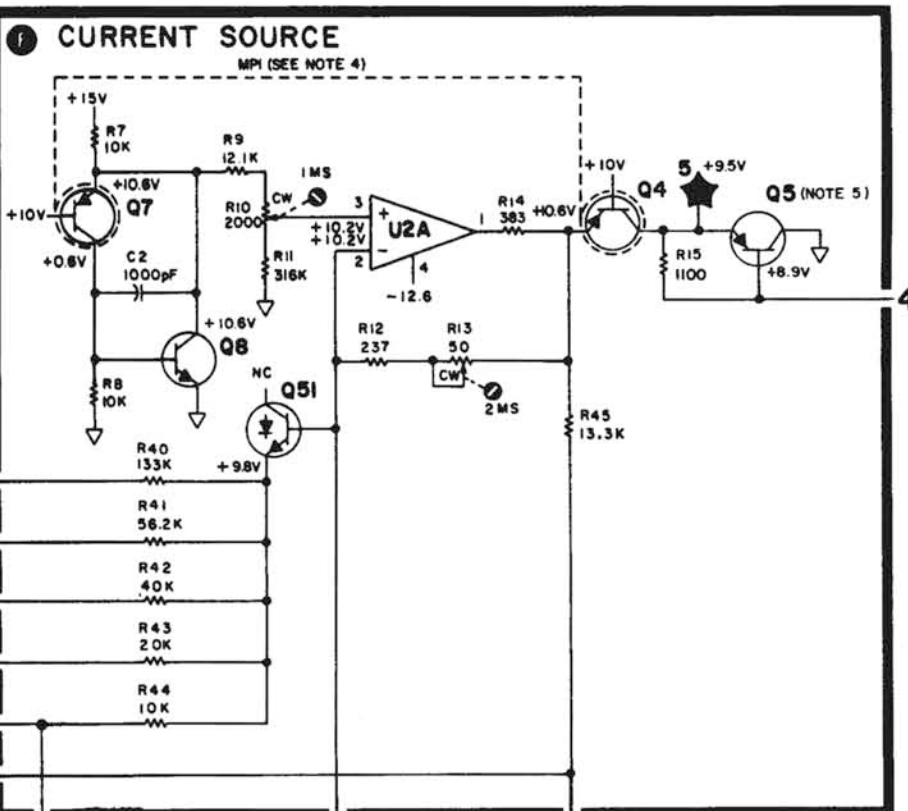 F CURRENT SOURCE
MPI (SEE NOTE 4)
+15V
R7
10K
R9
12.1K
1MS
+10V
5
+9.5V
+10.6V
Q7
CW
R10
2000
3
+
U2A
1
R14
383
+10.6V
Q4
Q5 (NOTE 5)
+10V
+10.2V
+10.2V
−
2
4
−12.6
+0.6V
C2
1000pF
R11
316K
R15
1100
+8.9V
4
+10.6V
Q8
R12
237
R13
50
CW
2MS
R8
10K
NC
Q51
R45
13.3K
+9.8V
R40
133K
R41
56.2K
R42
40K
R43
20K
R44
10K